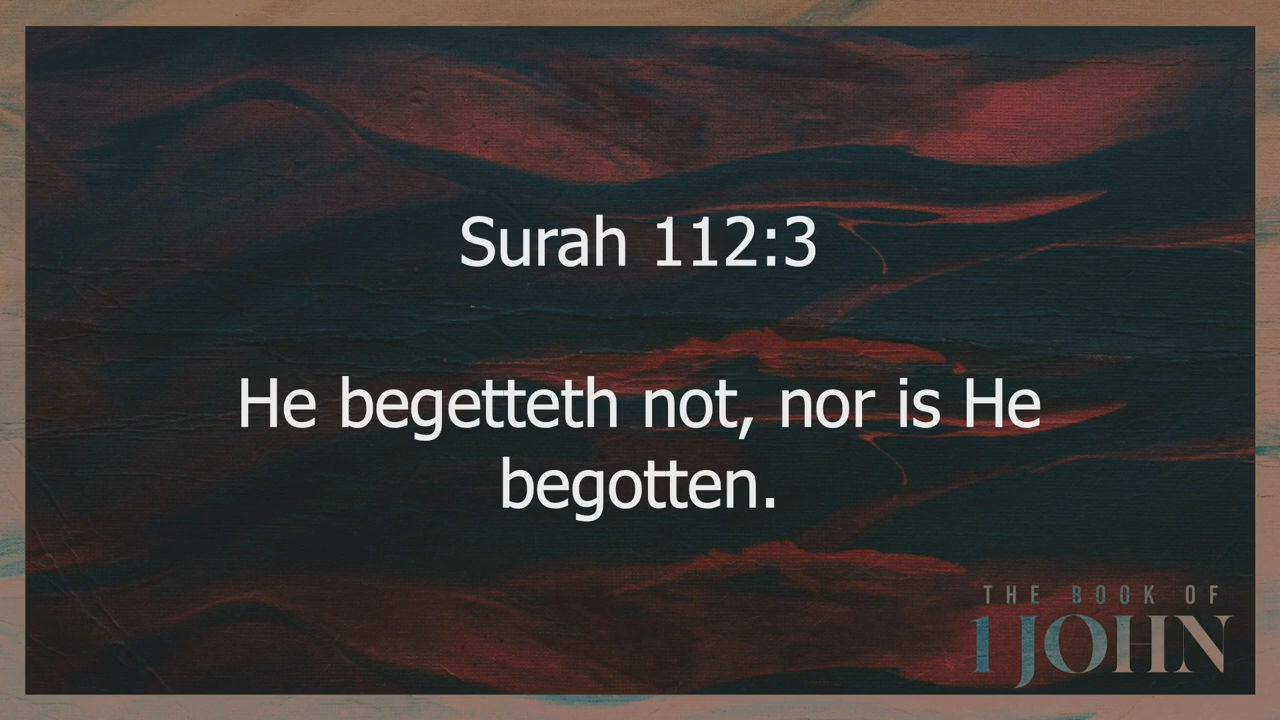 Surah 112:3
He begetteth not, nor is He
begotten.
THE BOOK OF
1 JOHN